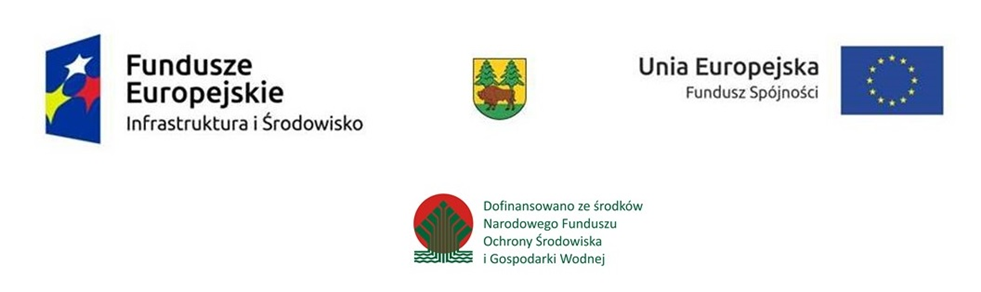 Fundusze
Europejskie
Infrastruktura i Środowisko
Unia Europejska
Fundusz Spójności
Dofinansowano ze środków
Narodowego Funduszu
Ochrony Środowiska
i Gospodarki Wodnej